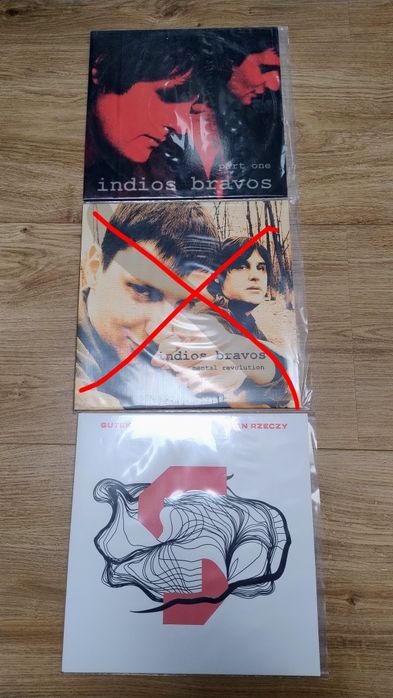 part one
indios bravos
indios bravos
mental revolution
GUTEK
RZECZY